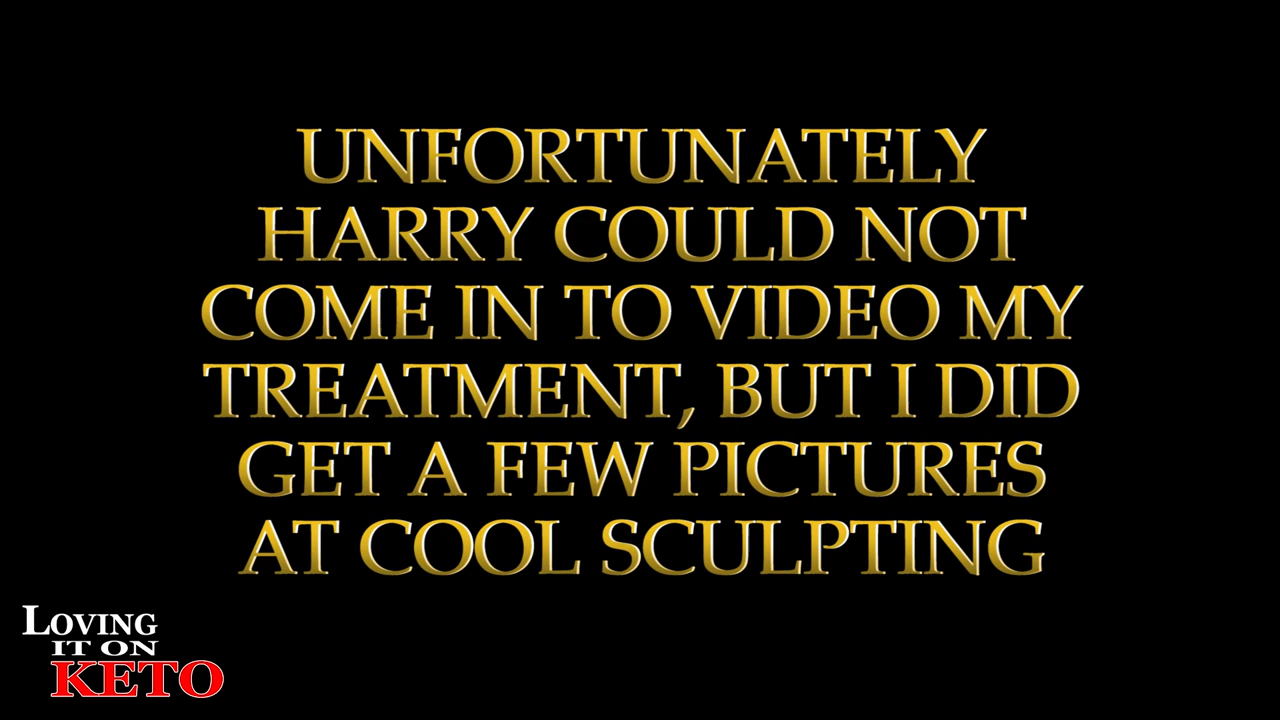 UNFORTUNATELY
HARRY COULD NOT
COME IN TO VIDEO MY
TREATMENT, BUT I DID
GET A FEW PICTURES
AT COOL SCULPTING
LOVING
IT ON
KETO